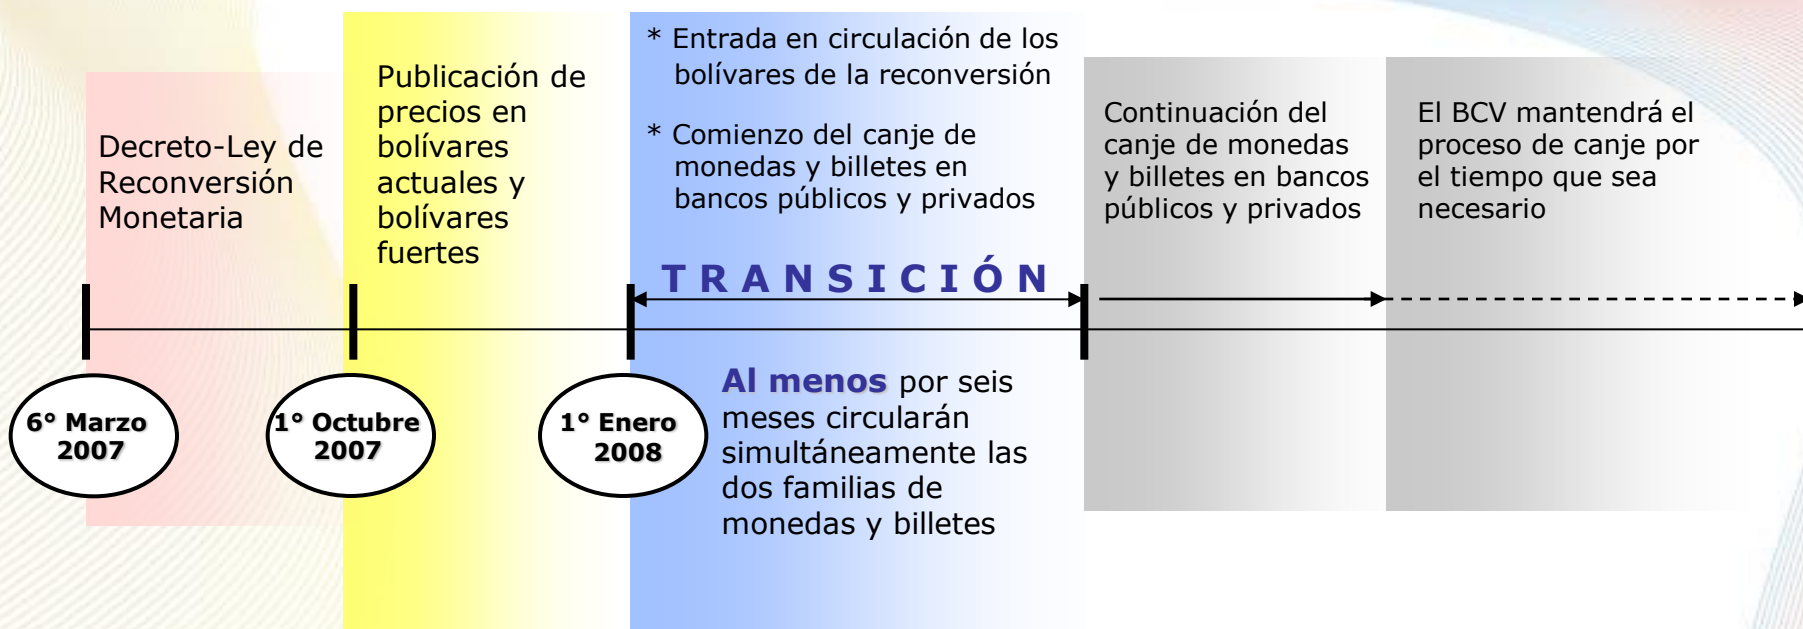 Decreto-Ley de
Reconversión
Monetaria
Publicación de
precios en
bolívares
actuales y
bolívares
fuertes
* Entrada en circulación de los
bolívares de la reconversión
* Comienzo del canje de
monedas y billetes en
bancos públicos y privados
TRANSICIÓN
Continuación del
canje de monedas
y billetes en bancos
públicos y privados
El BCV mantendrá el
proceso de canje por
el tiempo que sea
necesario
6° Marzo
2007
1° Octubre
2007
1° Enero
2008
Al menos por seis
meses circularán
simultáneamente las
dos familias de
monedas y billetes